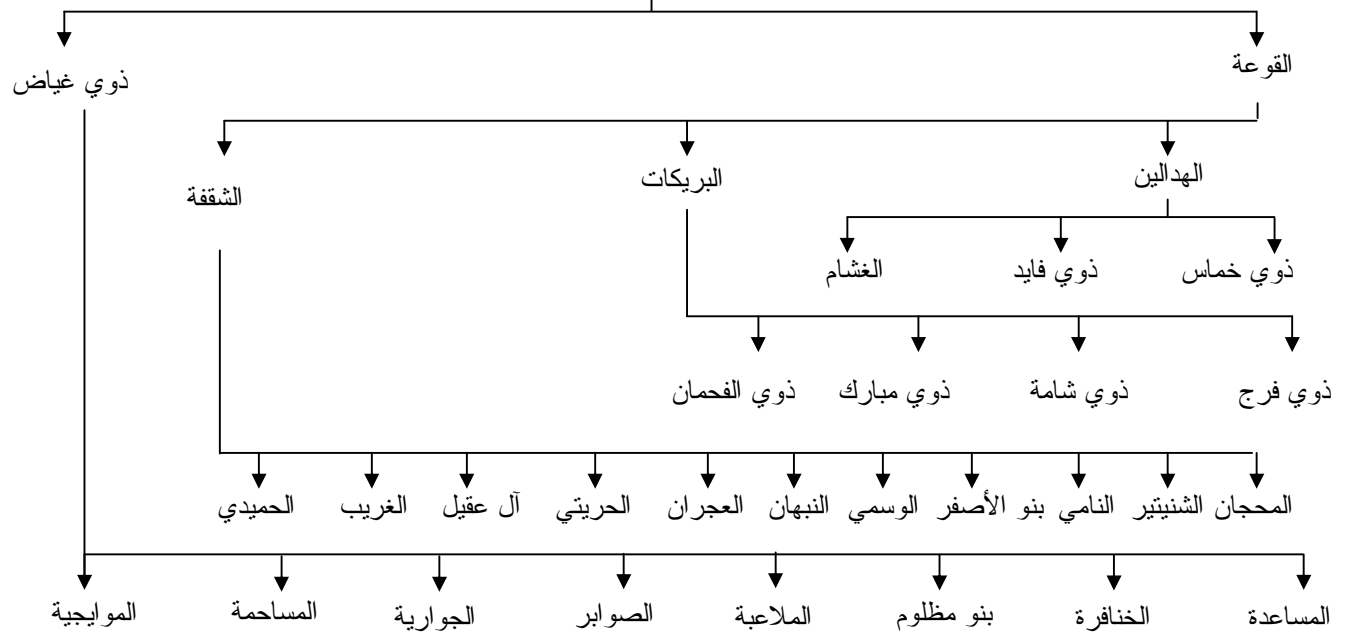 القوعة ذوي غياض
الهدالين البريكات الشقفة
ذوي خماس ذوي فايد الغشام
ذوي فرج ذوي شامة ذوي مبارك ذوي الفحمان
المحجان الشنيتير النامي بنو الأصفر الوسمي النبهان العجران الحريتي آل عقيل الغريب الحميدي
المساعدة الخنافرة بنو مظلوم الملاعبة الصوابر الجوارية المساحمة الموايجية